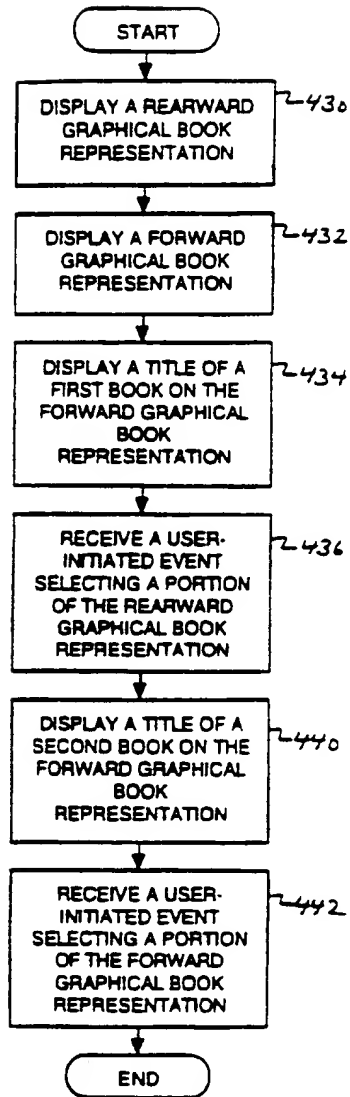 START
DISPLAY A REARWARD
GRAPHICAL BOOK
REPRESENTATION
430
DISPLAY A FORWARD
GRAPHICAL BOOK
REPRESENTATION
432
DISPLAY A TITLE OF A
FIRST BOOK ON THE
FORWARD GRAPHICAL
BOOK
REPRESENTATION
434
RECEIVE A USER-
INITIATED EVENT
SELECTING A PORTION
OF THE REARWARD
GRAPHICAL BOOK
REPRESENTATION
436
DISPLAY A TITLE OF A
SECOND BOOK ON THE
FORWARD GRAPHICAL
BOOK
REPRESENTATION
440
RECEIVE A USER-
INITIATED EVENT
SELECTING A PORTION
OF THE FORWARD
GRAPHICAL BOOK
REPRESENTATION
442
END